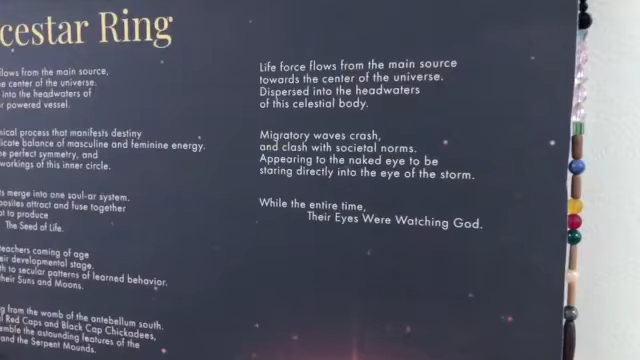 cestar Ring
flows from the main source,
e center of the universe.
into the headwaters of
r powered vessel.
ical process that manifests destiny
licate balance of masculine and feminine energy.
e perfect symmetry, and
workings of this inner circle.
ts merge into one soul-ar system.
posites attract and fuse together
ot to produce
The Seed of Life.
teachers coming of age
eir developmental stage.
th to secular patterns of learned behavior.
their Suns and Moons.
g from the womb of the antebellum south.
l Red Caps and Black Cap Chickadees,
emble the astounding features of the
and the Serpent Mounds.
Life force flows from the main source
towards the center of the universe.
Dispersed into the headwaters
of this celestial body.
Migratory waves crash,
and clash with societal norms.
Appearing to the naked eye to be
staring directly into the eye of the storm.
While the entire time,
Their Eyes Were Watching God.